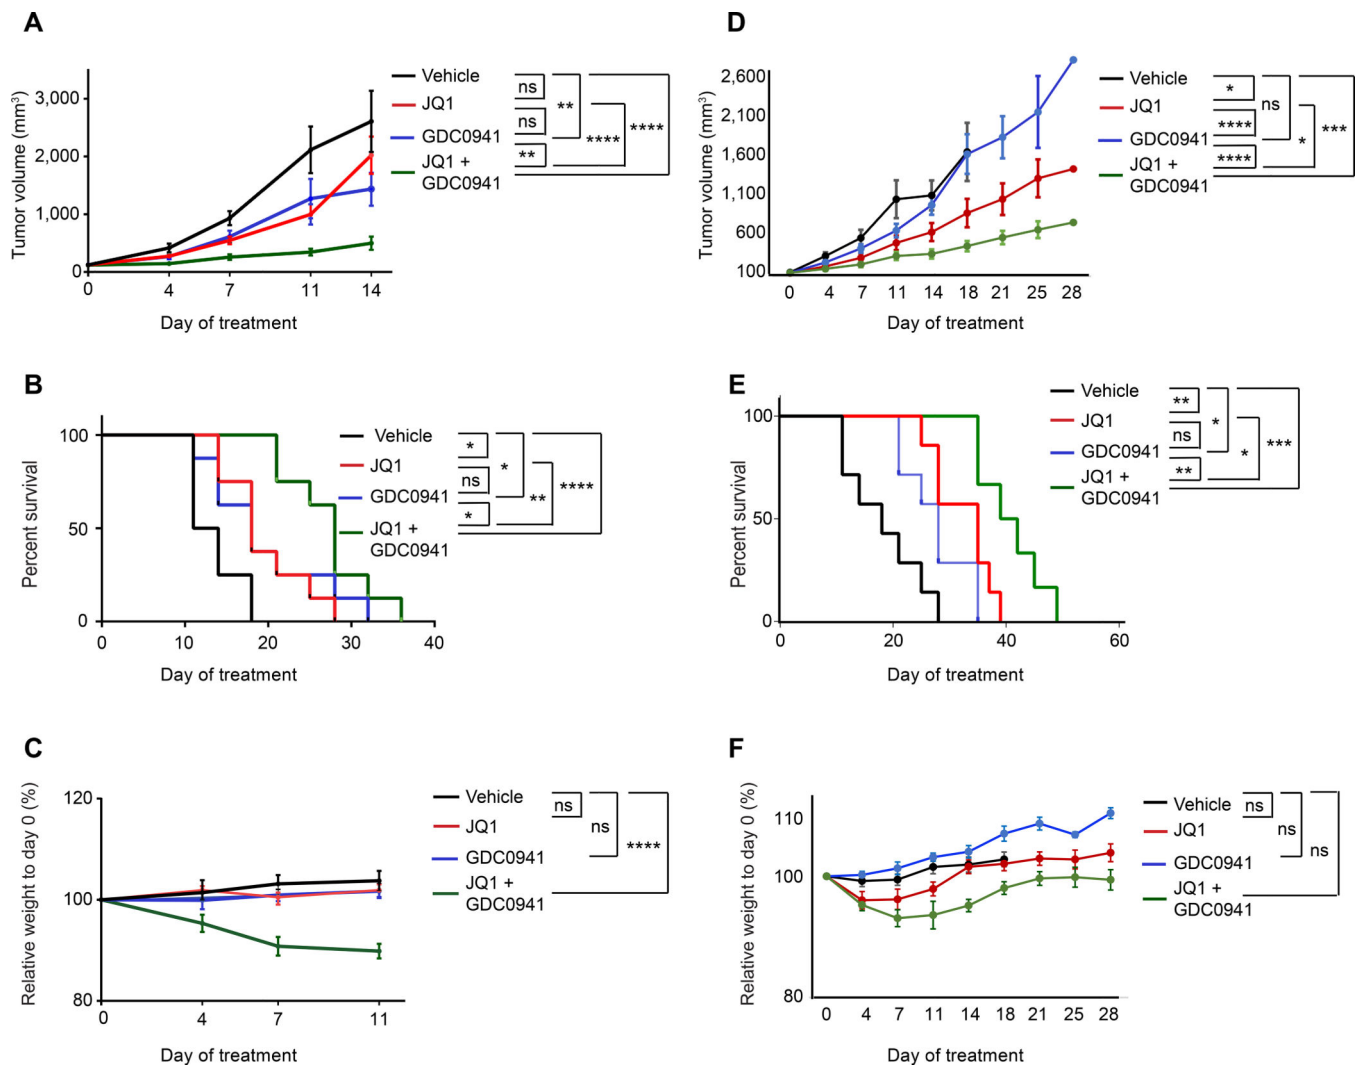 A
Tumor volume (mm³)
3,000
2,000
1,000
0
0 4 7 11 14
Day of treatment
Vehicle
JQ1
GDC0941
JQ1 +
GDC0941
ns
ns
**
**
****
****
D
Tumor volume (mm³)
2,600
2,100
1,600
1,100
600
100
0 4 7 11 14 18 21 25 28
Day of treatment
Vehicle
JQ1
GDC0941
JQ1 +
GDC0941
*
****
****
ns
*
***
B
Percent survival
100
50
0
0 10 20 30 40
Day of treatment
Vehicle
JQ1
GDC0941
JQ1 +
GDC0941
*
ns
*
*
**
****
E
Percent survival
100
50
0
0 20 40 60
Day of treatment
Vehicle
JQ1
GDC0941
JQ1 +
GDC0941
**
ns
**
*
*
***
C
Relative weight to day 0 (%)
120
100
80
0 4 7 11
Day of treatment
Vehicle
JQ1
GDC0941
JQ1 +
GDC0941
ns
ns
****
F
Relative weight to day 0 (%)
110
100
80
0 4 7 11 14 18 21 25 28
Day of treatment
Vehicle
JQ1
GDC0941
JQ1 +
GDC0941
ns
ns
ns